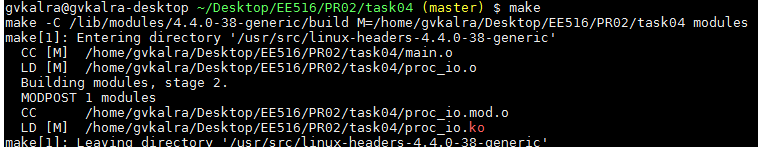 gvkalra@gvkalra-desktop ~/Desktop/EE516/PR02/task04 (master) $ make
make -C /lib/modules/4.4.0-38-generic/build M=/home/gvkalra/Desktop/EE516/PR02/task04 modules
make[1]: Entering directory '/usr/src/linux-headers-4.4.0-38-generic'
  CC [M]  /home/gvkalra/Desktop/EE516/PR02/task04/main.o
  LD [M]  /home/gvkalra/Desktop/EE516/PR02/task04/proc_io.o
  Building modules, stage 2.
  MODPOST 1 modules
  CC      /home/gvkalra/Desktop/EE516/PR02/task04/proc_io.mod.o
  LD [M]  /home/gvkalra/Desktop/EE516/PR02/task04/proc_io.ko
make[1]: Leaving directory '/usr/src/linux-headers-4.4.0-38-generic'